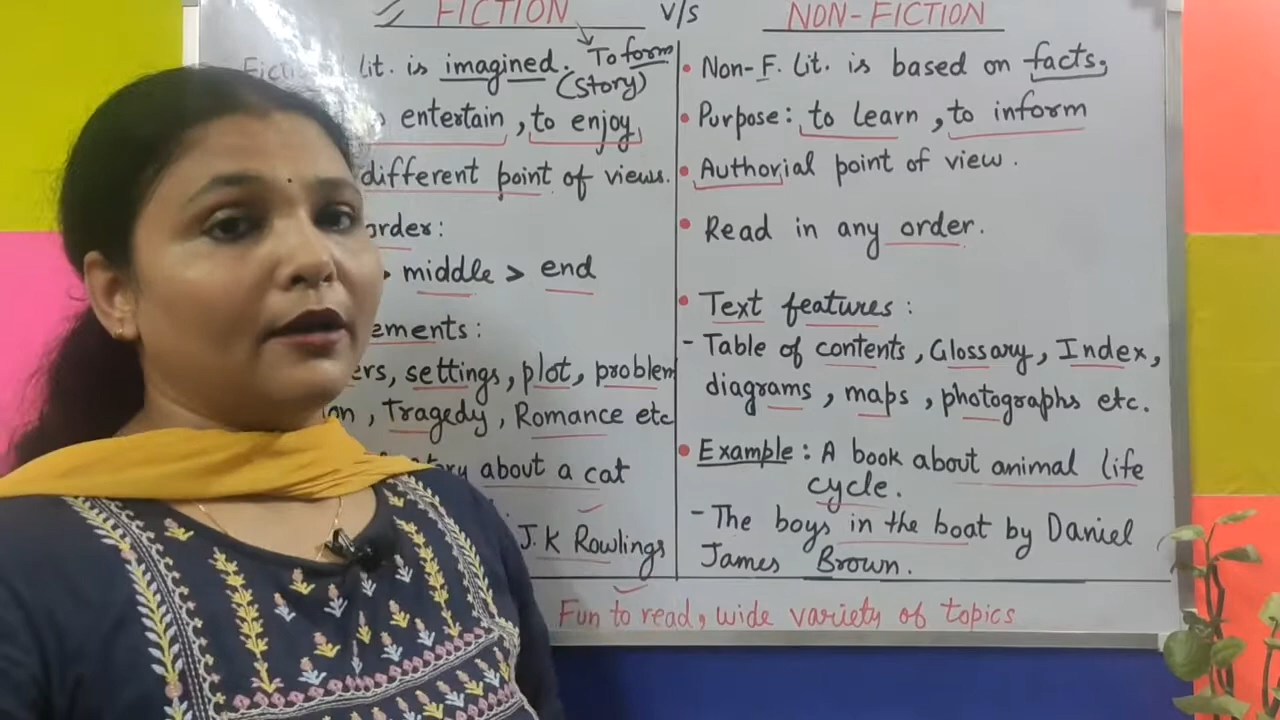 FICTION v/s NON-FICTION
lit. is imagined. To form
(story)
entertain, to enjoy
different point of views.
order:
middle > end
ements:
ers, settings, plot, problem
on, Tragedy, Romance etc
about a cat
J.K Rowlings
• Non-F. lit. is based on facts.
• Purpose: to learn, to inform
• Authorial point of view.
• Read in any order.
• Text features:
- Table of contents, Glossary, Index,
diagrams, maps, photographs etc.
• Example: A book about animal life
cycle.
- The boys in the boat by Daniel
James Brown.
Fun to read, wide variety of topics